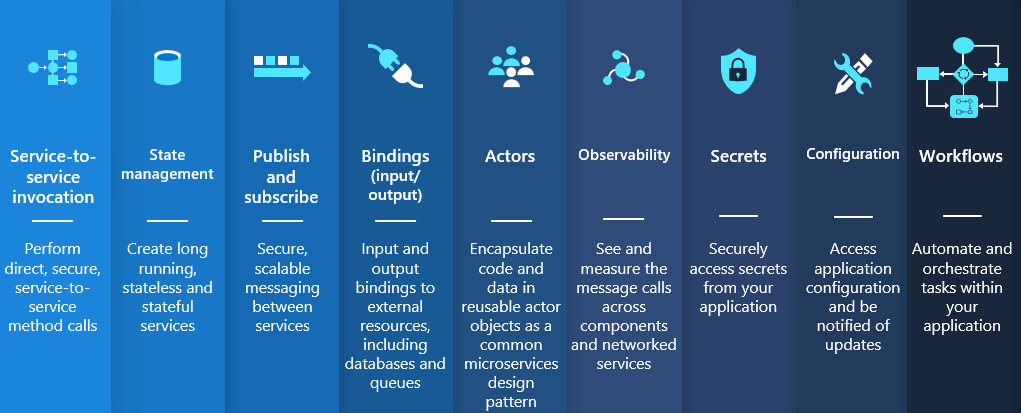 Service-to-
service
invocation
Perform
direct, secure,
service-to-
service
method calls
State
management
Create long
running,
stateless and
stateful
services
Publish
and
subscribe
Secure,
scalable
messaging
between
services
Bindings
(input/
output)
Input and
output
bindings to
external
resources,
including
databases and
queues
Actors
Encapsulate
code and
data in
reusable actor
objects as a
common
microservices
design
pattern
Observability
See and
measure the
message calls
across
components
and networked
services
Secrets
Securely
access secrets
from your
application
Configuration
Access
application
configuration
and be
notified of
updates
Workflows
Automate and
orchestrate
tasks within
your
application